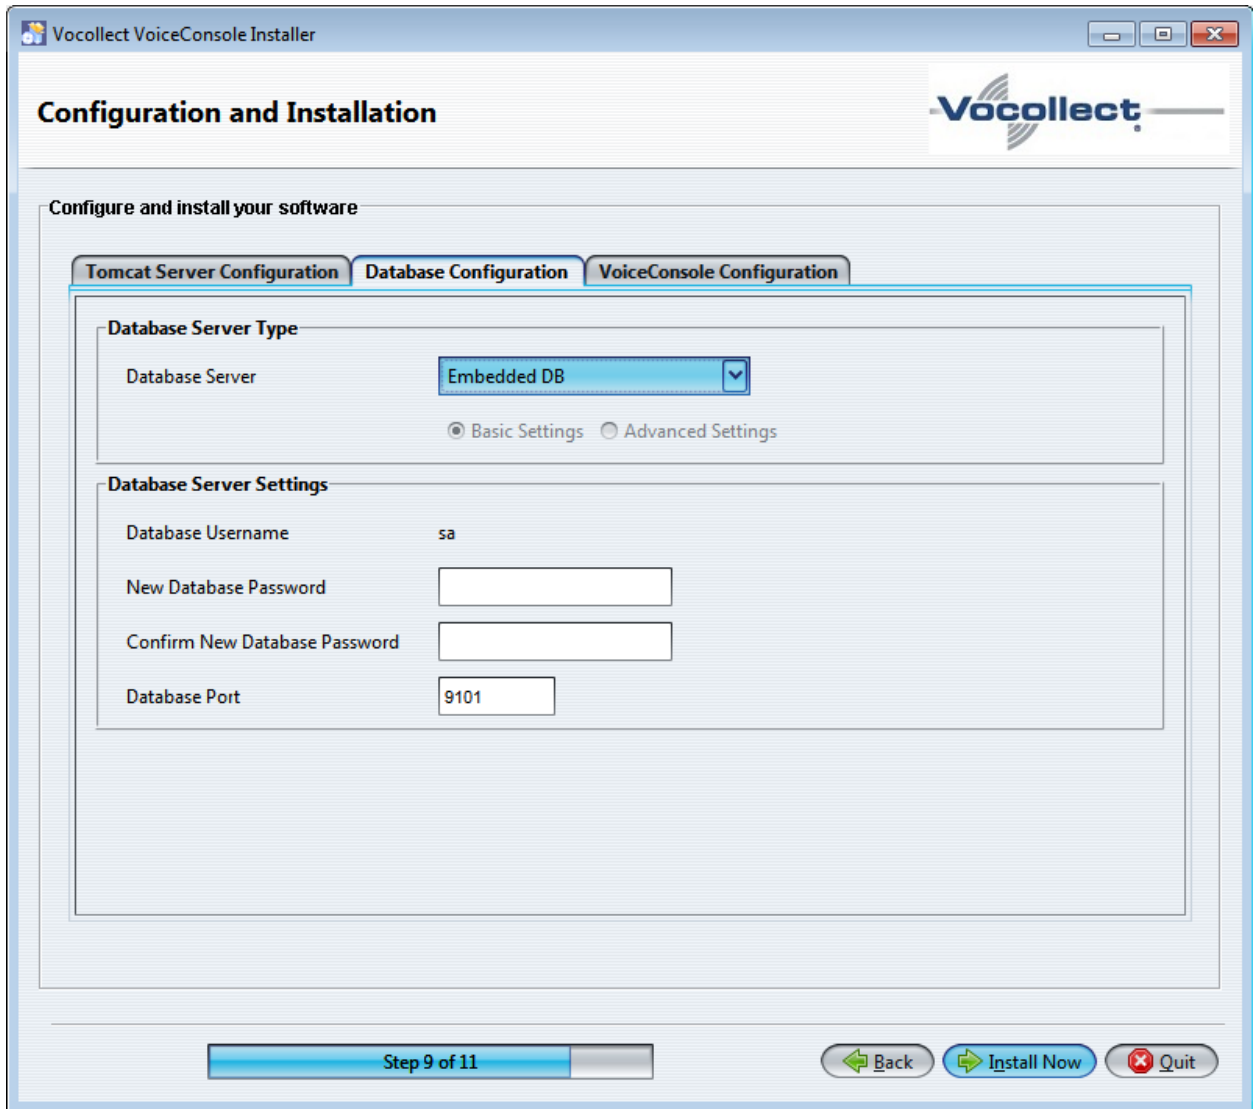 Vocollect VoiceConsole Installer
Configuration and Installation
Vocollect
Configure and install your software
Tomcat Server Configuration
Database Configuration
VoiceConsole Configuration
Database Server Type
Database Server
Embedded DB
Basic Settings
Advanced Settings
Database Server Settings
Database Username
sa
New Database Password
Confirm New Database Password
Database Port
9101
Step 9 of 11
Back
Install Now
Quit